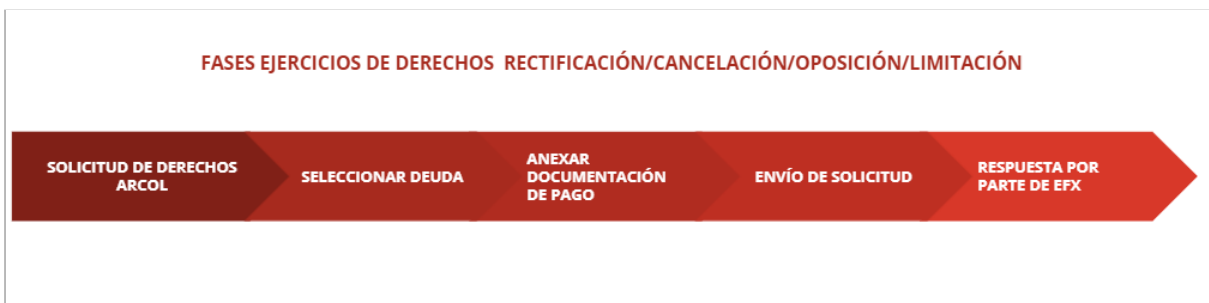 FASES EJERCICIOS DE DERECHOS RECTIFICACIÓN/CANCELACIÓN/OPOSICIÓN/LIMITACIÓN
SOLICITUD DE DERECHOS
ARCOL
SELECCIONAR DEUDA
ANEXAR
DOCUMENTACIÓN
DE PAGO
ENVÍO DE SOLICITUD
RESPUESTA POR
PARTE DE EFX